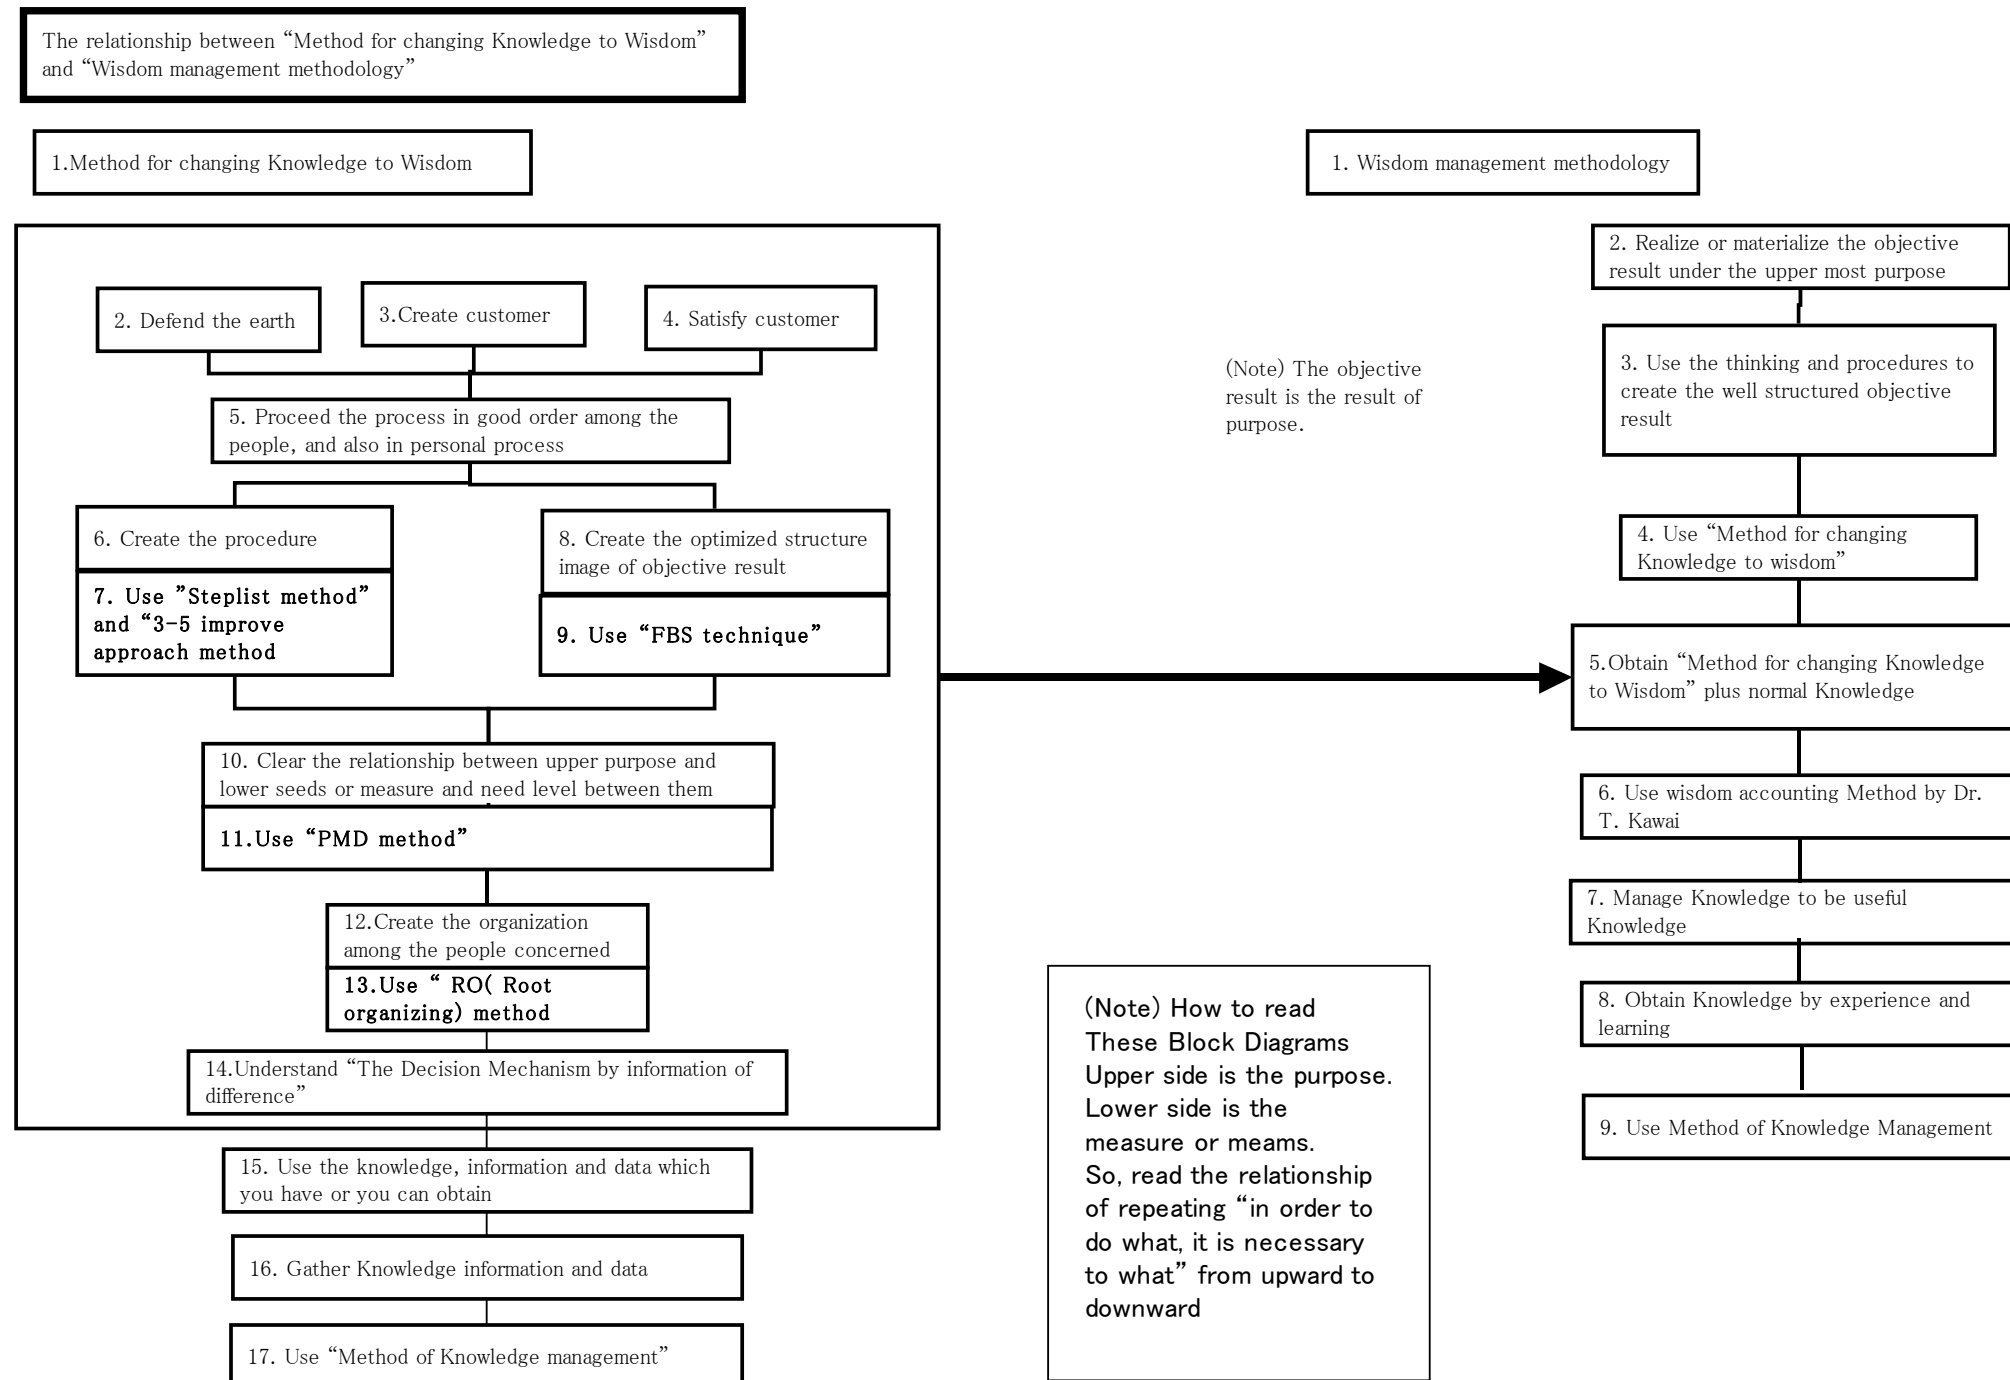 The relationship between “Method for changing Knowledge to Wisdom”
and “Wisdom management methodology”
1.Method for changing Knowledge to Wisdom
2. Defend the earth
3.Create customer
4. Satisfy customer
5. Proceed the process in good order among the
people, and also in personal process
6. Create the procedure
7. Use ”Steplist method”
and “3-5 improve
approach method
8. Create the optimized structure
image of objective result
9. Use “FBS technique”
10. Clear the relationship between upper purpose and
lower seeds or measure and need level between them
11.Use “PMD method”
12.Create the organization
among the people concerned
13.Use “ RO( Root
organizing) method
14.Understand “The Decision Mechanism by information of
difference”
15. Use the knowledge, information and data which
you have or you can obtain
16. Gather Knowledge information and data
17. Use “Method of Knowledge management”
1. Wisdom management methodology
2. Realize or materialize the objective
result under the upper most purpose
(Note) The objective
result is the result of
purpose.
3. Use the thinking and procedures to
create the well structured objective
result
4. Use “Method for changing
Knowledge to wisdom”
5.Obtain “Method for changing Knowledge
to Wisdom” plus normal Knowledge
6. Use wisdom accounting Method by Dr.
T. Kawai
7. Manage Knowledge to be useful
Knowledge
8. Obtain Knowledge by experience and
learning
9. Use Method of Knowledge Management
(Note) How to read
These Block Diagrams
Upper side is the purpose.
Lower side is the
measure or meams.
So, read the relationship
of repeating “in order to
do what, it is necessary
to what” from upward to
downward